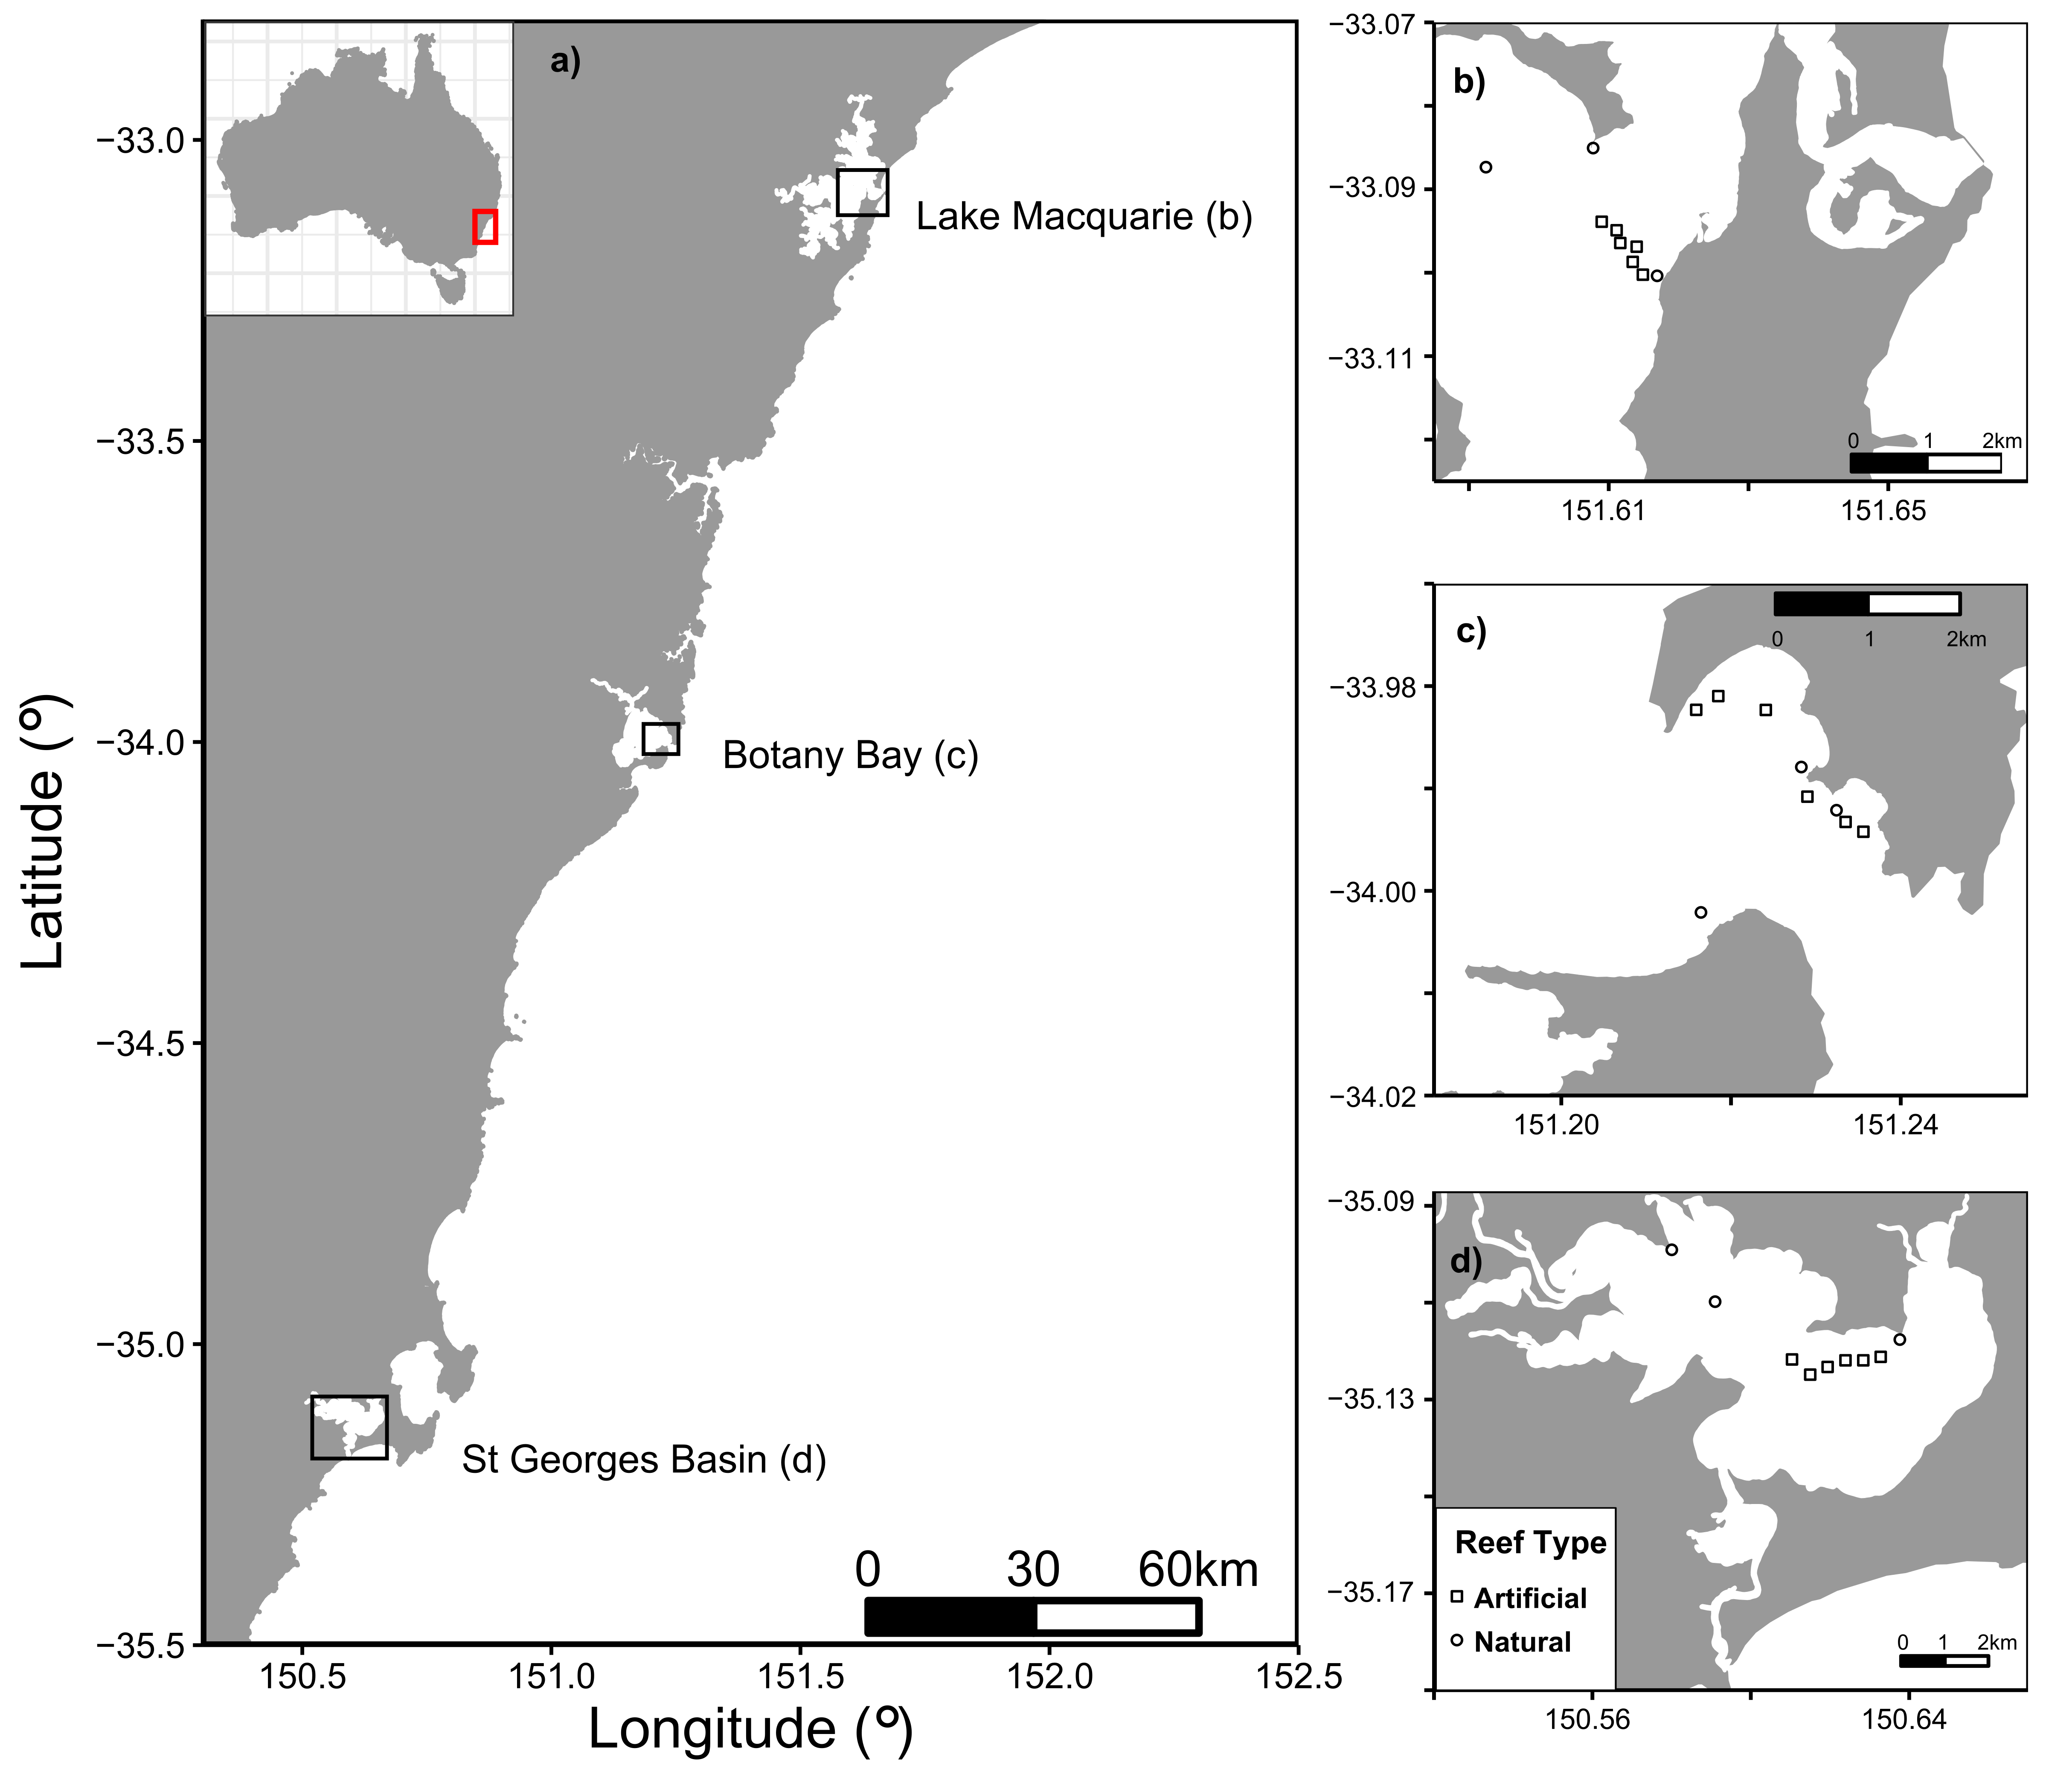 a)
−33.0
−33.5
−34.0
−34.5
−35.0
−35.5
150.5
151.0
151.5
152.0
152.5
Latitude (°)
Longitude (°)
Lake Macquarie (b)
Botany Bay (c)
St Georges Basin (d)
0 30 60km
b)
−33.07
−33.09
−33.11
151.61
151.65
0 1 2km
c)
0 1 2km
−33.98
−34.00
−34.02
151.20
151.24
d)
−35.09
−35.13
−35.17
150.56
150.64
Reef Type
Artificial
Natural
0 1 2km